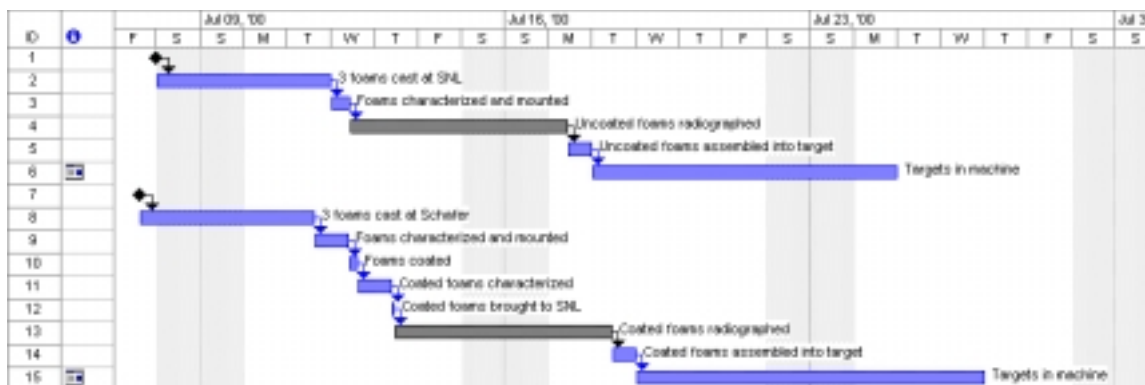 Jul 09, '00 Jul 16, '00 Jul 23, '00 Jul 3
ID F S S M T W T F S S M T W T F S S M T W T F S S
1
2 3 foams cast at SNL
3 Foams characterized and mounted
4 Uncoated foams radiographed
5 Uncoated foams assembled into target
6 Targets in machine
7
8 3 foams cast at Schafer
9 Foams characterized and mounted
10 Foams coated
11 Coated foams characterized
12 Coated foams brought to SNL
13 Coated foams radiographed
14 Coated foams assembled into target
15 Targets in machine